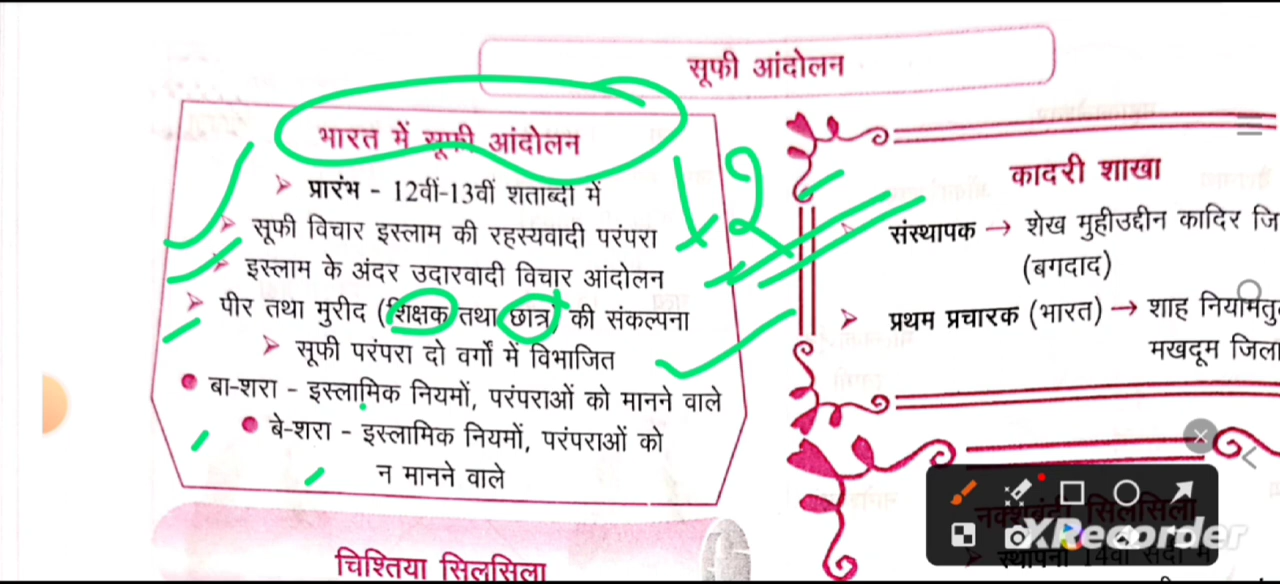 सूफी आंदोलन
भारत में सूफी आंदोलन
प्रारंभ - 12वीं-13वीं शताब्दी में
सूफी विचार इस्लाम की रहस्यवादी परंपरा
इस्लाम के अंदर उदारवादी विचार आंदोलन
पीर तथा मुरीद (शिक्षक तथा छात्र) की संकल्पना
सूफी परंपरा दो वर्गों में विभाजित
बा-शरा - इस्लामिक नियमों, परंपराओं को मानने वाले
बे-शरा - इस्लामिक नियमों, परंपराओं को
न मानने वाले
12
चिश्तिया सिलसिला
कादरी शाखा
संस्थापक → शेख मुहीउद्दीन कादिर जि
(बगदाद)
प्रथम प्रचारक (भारत) → शाह नियामतु
मखदूम जिला
नक्शबंदी सिलसिला
स्थापना 14वीं सदी में
XRecorder